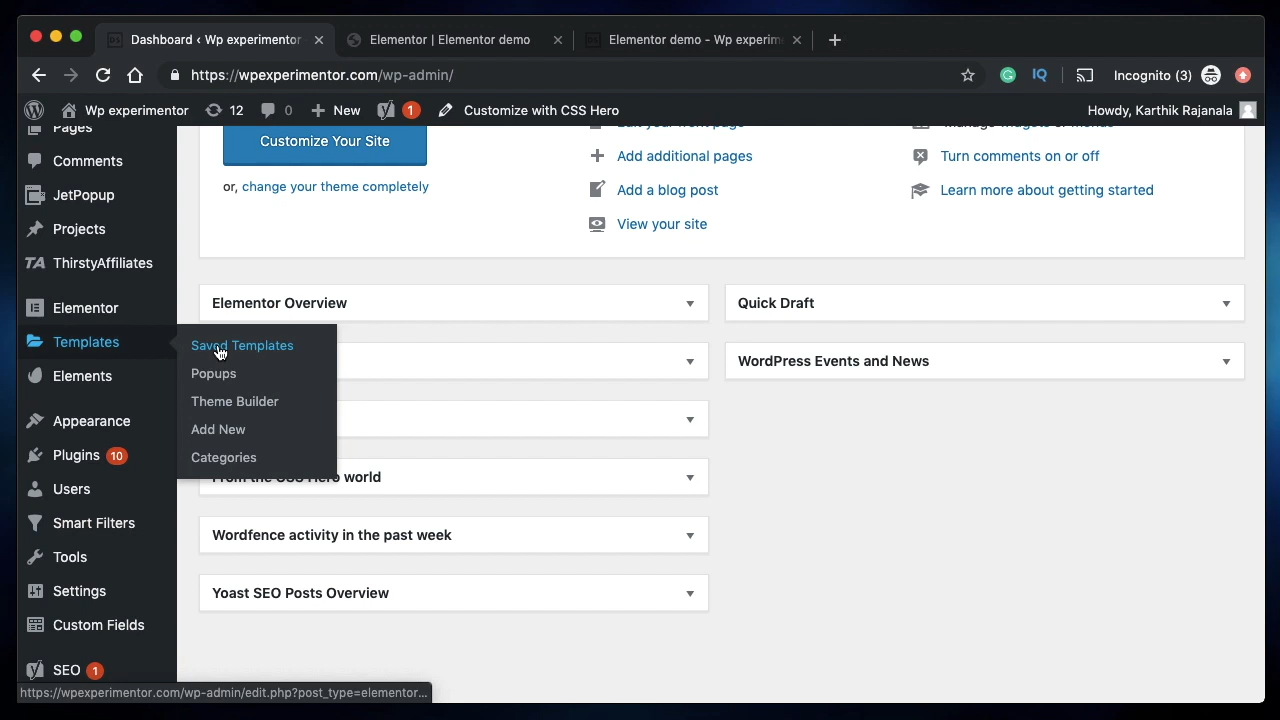 Dashboard ‹ Wp experimentor
Elementor | Elementor demo
Elementor demo - Wp experim
https://wpexperimentor.com/wp-admin/
IQ
Incognito (3)
Wp experimentor
12
0
New
1
Customize with CSS Hero
Howdy, Karthik Rajanala
Pages
Comments
JetPopup
Projects
TA ThirstyAffiliates
Elementor
Templates
Elements
Appearance
Plugins 10
Users
Smart Filters
Tools
Settings
Custom Fields
SEO 1
Saved Templates
Popups
Theme Builder
Add New
Categories
Customize Your Site
or, change your theme completely
Add additional pages
Add a blog post
View your site
Turn comments on or off
Learn more about getting started
Elementor Overview
From the CSS Hero world
Wordfence activity in the past week
Yoast SEO Posts Overview
Quick Draft
WordPress Events and News
https://wpexperimentor.com/wp-admin/edit.php?post_type=elementor...